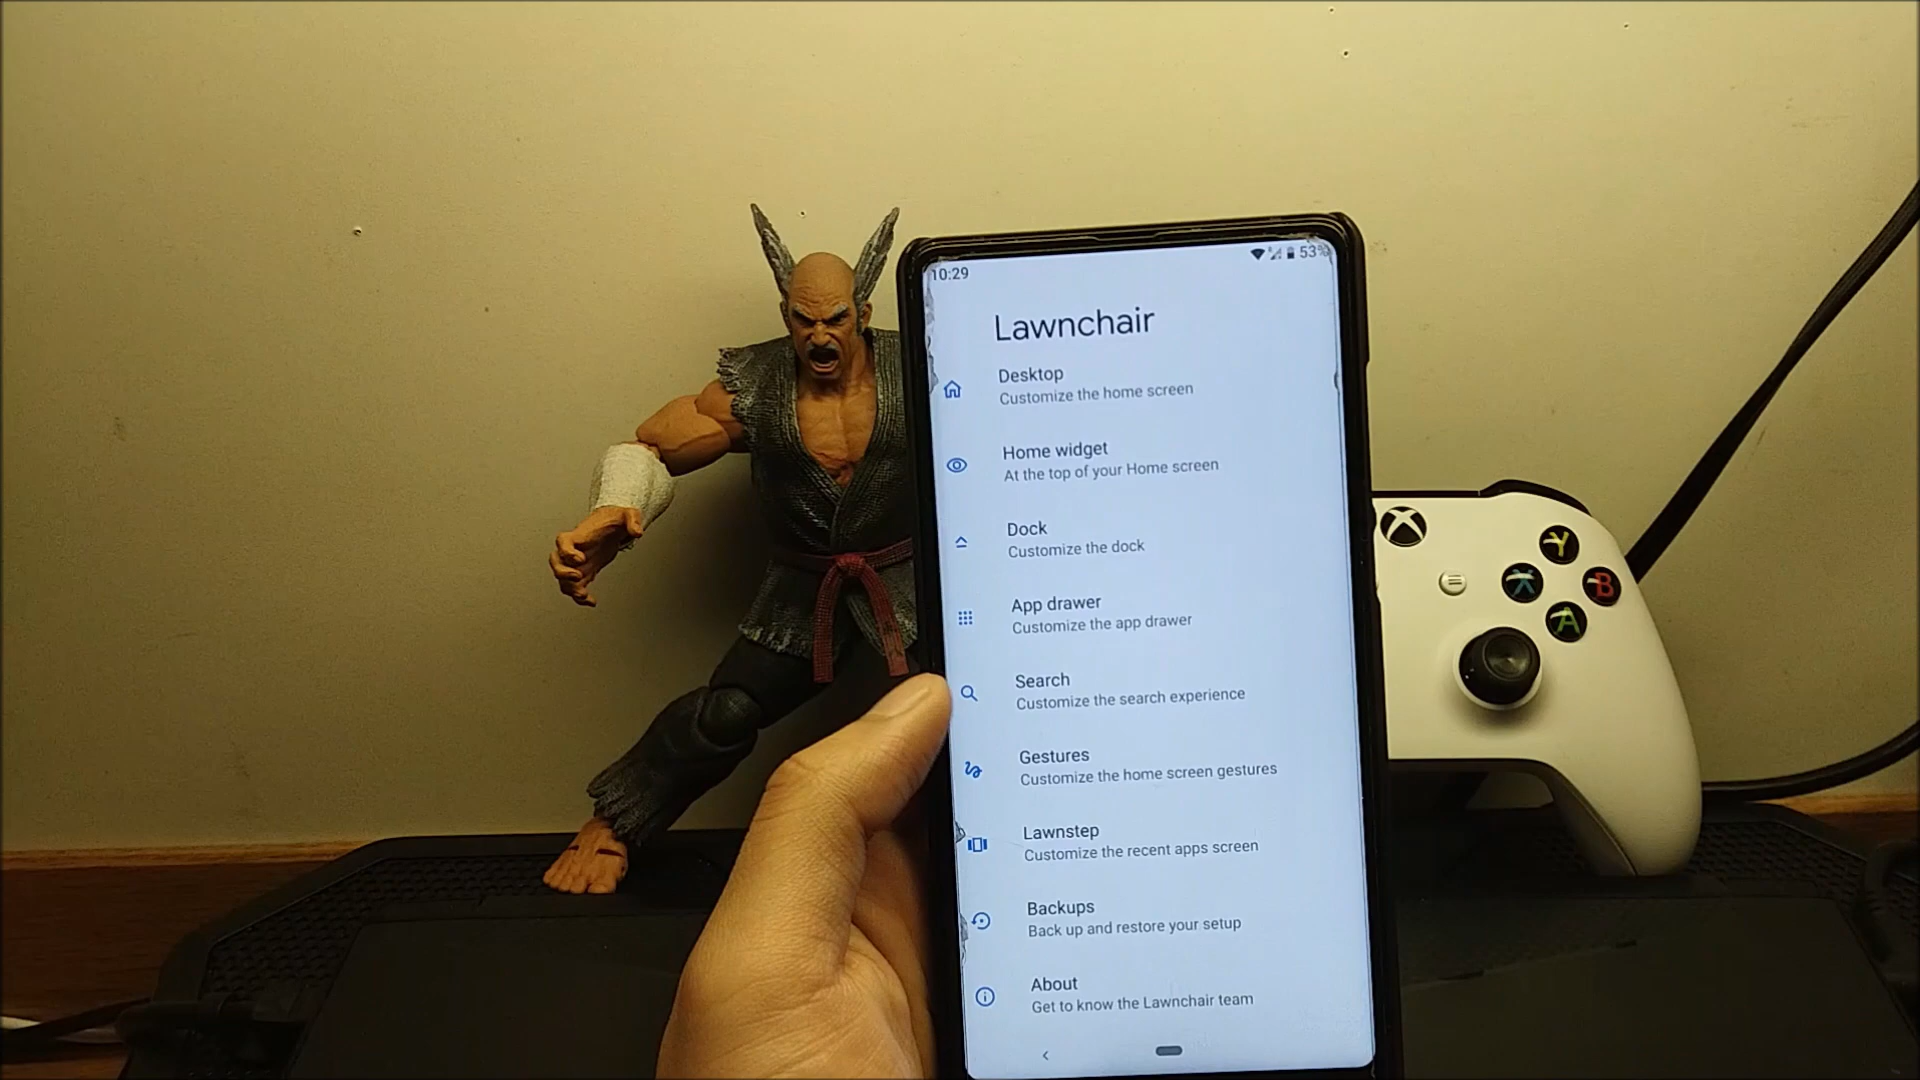 10:29
53%
Lawnchair
Desktop
Customize the home screen
Home widget
At the top of your Home screen
Dock
Customize the dock
App drawer
Customize the app drawer
Search
Customize the search experience
Gestures
Customize the home screen gestures
Lawnstep
Customize the recent apps screen
Backups
Back up and restore your setup
About
Get to know the Lawnchair team
Y
X
B
A